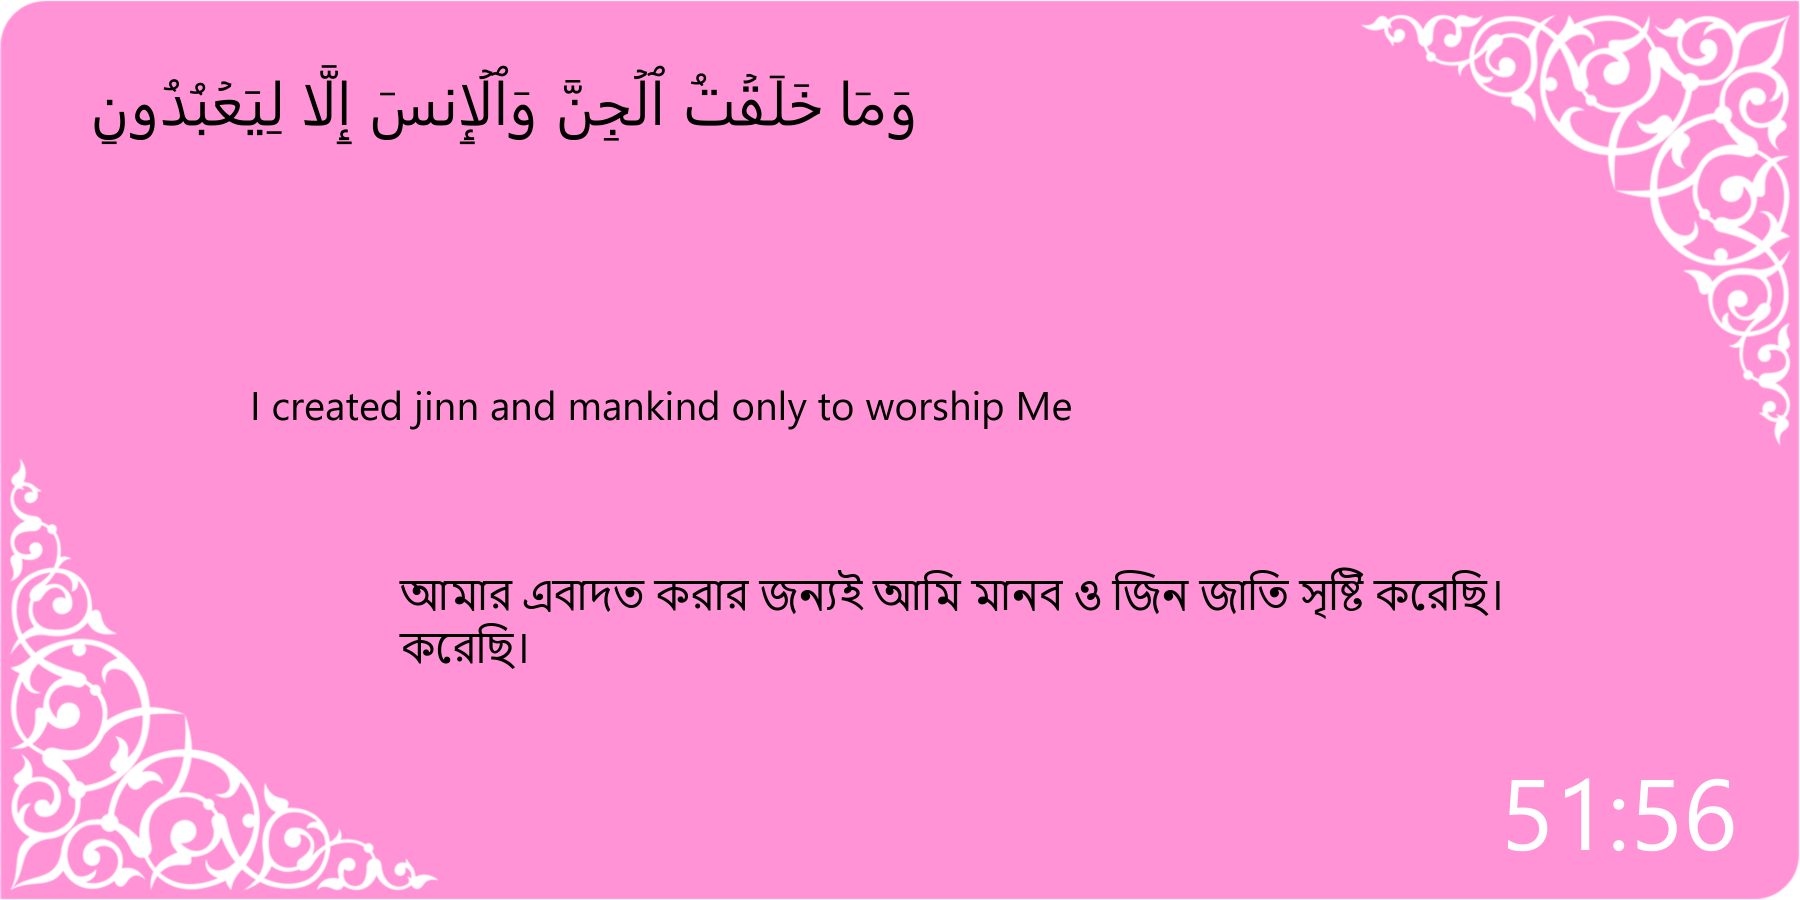 وَمَا خَلَقۡتُ ٱلۡجِنَّ وَٱلۡإِنسَ إِلَّا لِيَعۡبُدُونِ
I created jinn and mankind only to worship Me
আমার এবাদত করার জন্যই আমি মানব ও জিন জাতি সৃষ্টি করেছি।
করেছি।
51:56